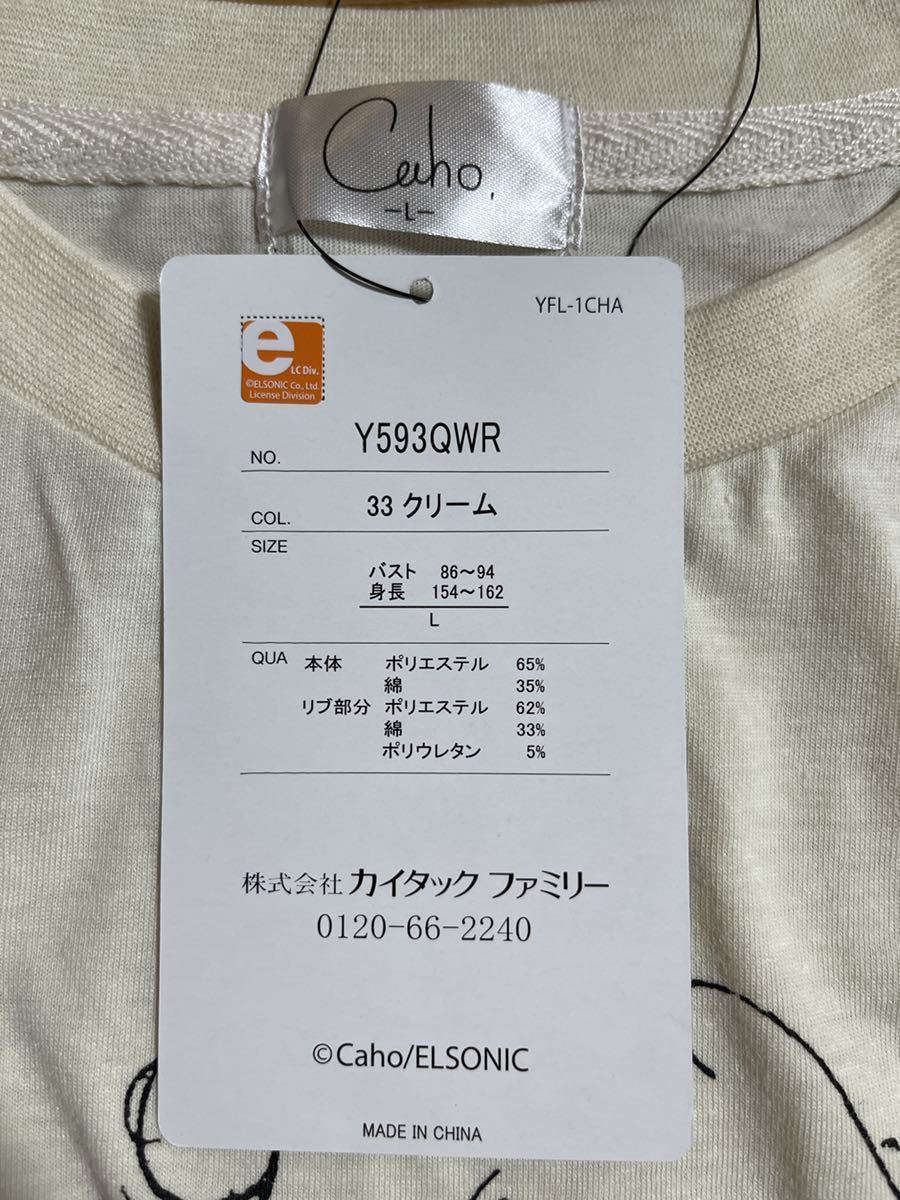 Caho,
-L-
YFL-1CHA
e
LC Div.
©ELSONIC Co., Ltd.
License Division
NO. Y593QWR
COL. 33 クリーム
SIZE
バスト 86～94
身長 154～162
L
QUA 本体 ポリエステル 65%
綿 35%
リブ部分 ポリエステル 62%
綿 33%
ポリウレタン 5%
株式会社 カイタック ファミリー
0120-66-2240
©Caho/ELSONIC
MADE IN CHINA